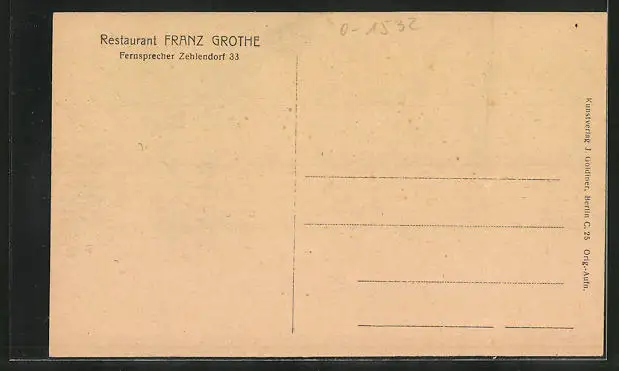 Restaurant FRANZ GROTHE
Fernsprecher Zehlendorf 33
0-1532
Kunstverlag J. Goldiner, Berlin C. 25 Orig.-Aufn.